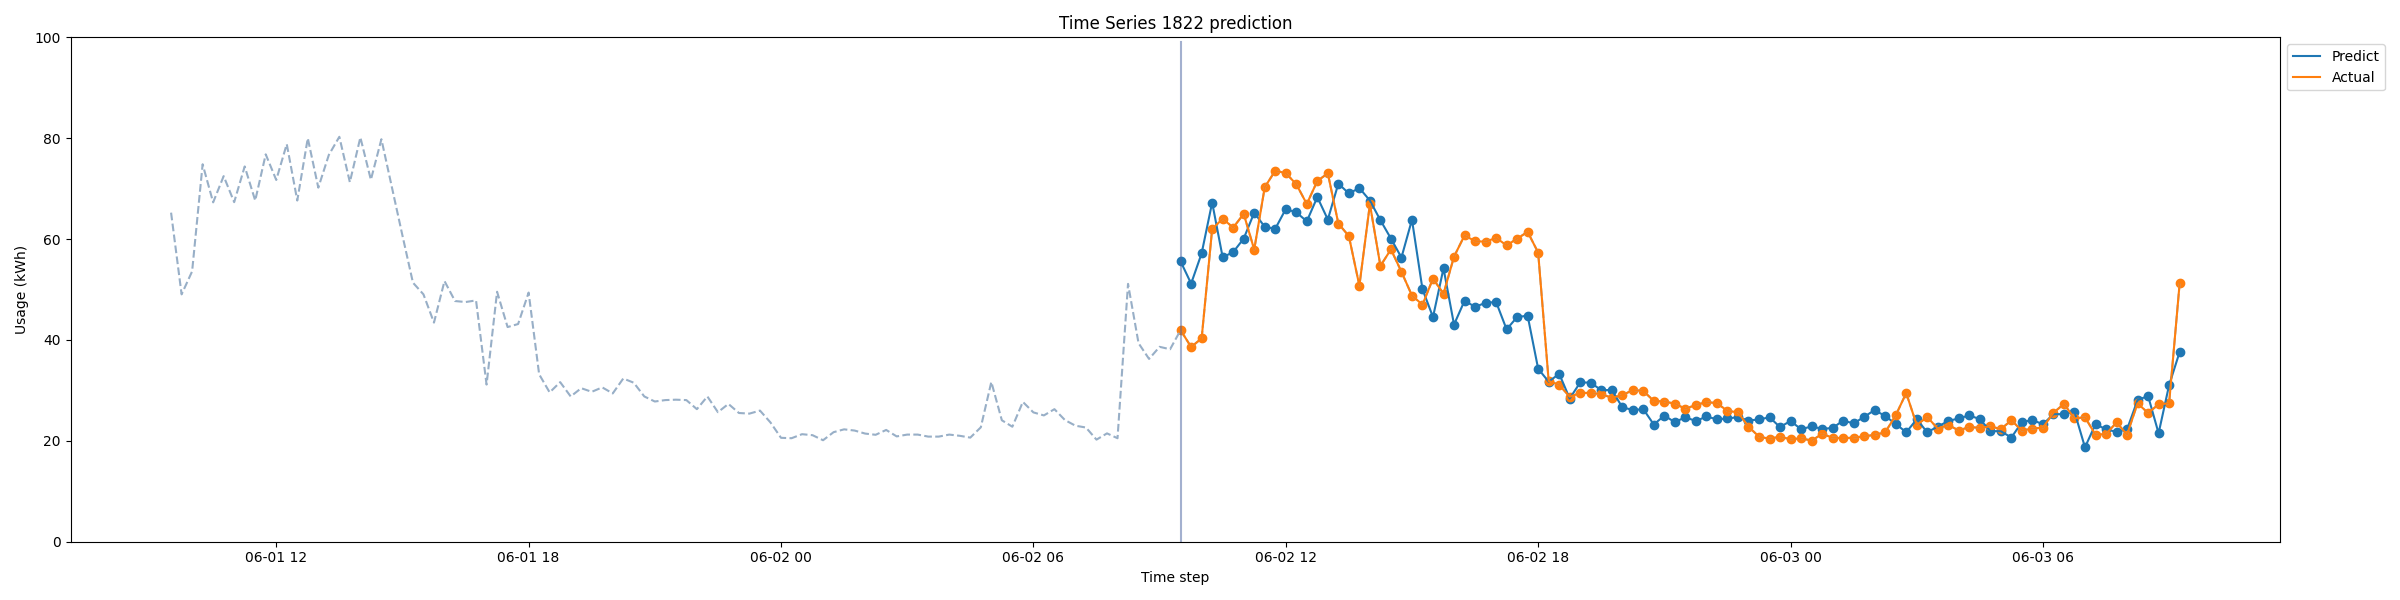 Time Series 1822 prediction
100
80
60
40
20
0
Usage (kWh)
06-01 12
06-01 18
06-02 00
06-02 06
06-02 12
06-02 18
06-03 00
06-03 06
Time step
Predict
Actual